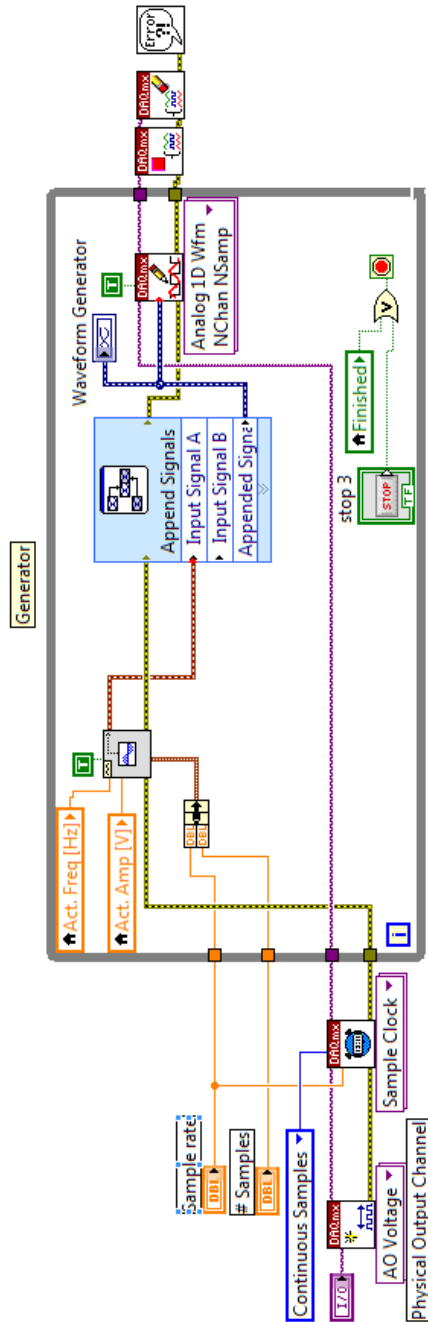 Generator
Act. Freq [Hz]
Act. Amp [V]
T
Sample rate
DBL
# Samples
DBL
DBL
DBL
Continuous Samples
I/O
DAQmx
AO Voltage
Physical Output Channel
DAQmx
Sample Clock
i
Append Signals
Input Signal A
Input Signal B
Appended Signa
Waveform Generator
T
DAQmx
Analog 1D Wfm
NChan NSamp
stop 3
STOP
TF
Finished
V
DAQmx
DAQmx
Error
?!